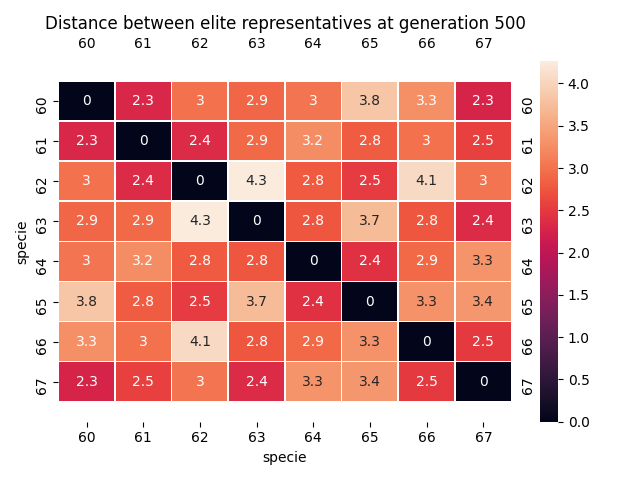 Distance between elite representatives at generation 500
60 61 62 63 64 65 66 67
60 0 2.3 3 2.9 3 3.8 3.3 2.3 60
61 2.3 0 2.4 2.9 3.2 2.8 3 2.5 61
62 3 2.4 0 4.3 2.8 2.5 4.1 3 62
63 2.9 2.9 4.3 0 2.8 3.7 2.8 2.4 63
64 3 3.2 2.8 2.8 0 2.4 2.9 3.3 64
65 3.8 2.8 2.5 3.7 2.4 0 3.3 3.4 65
66 3.3 3 4.1 2.8 2.9 3.3 0 2.5 66
67 2.3 2.5 3 2.4 3.3 3.4 2.5 0 67
60 61 62 63 64 65 66 67
specie
specie
4.0
3.5
3.0
2.5
2.0
1.5
1.0
0.5
0.0